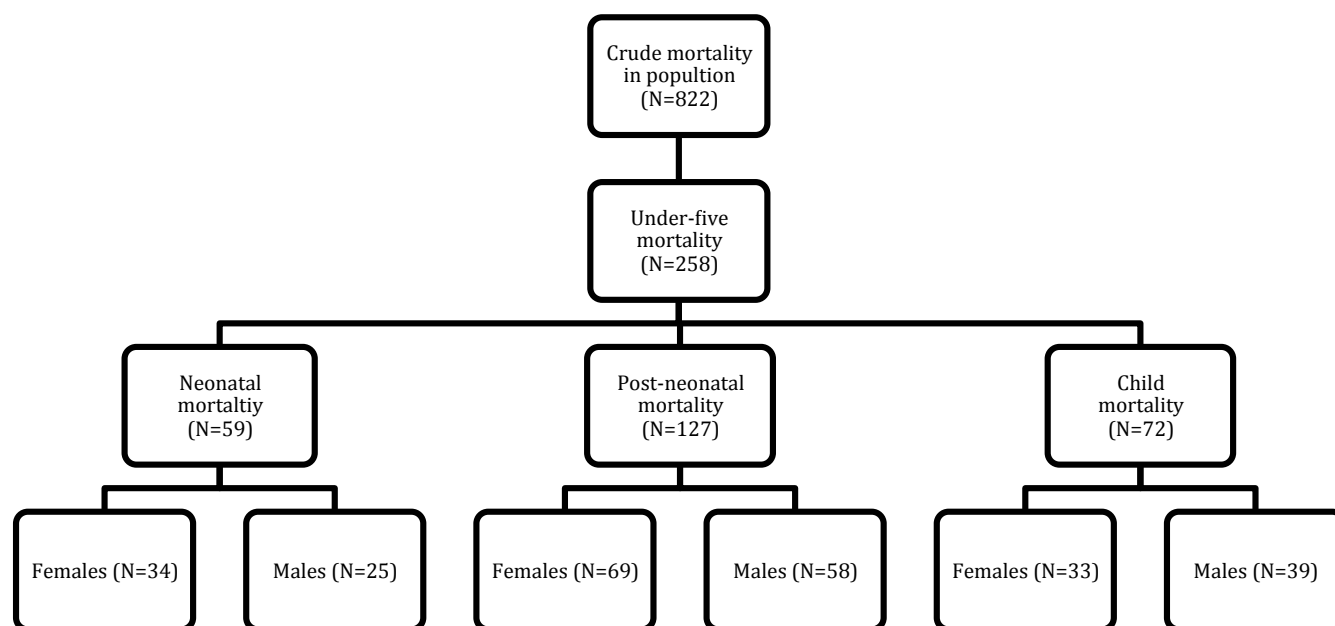 Crude mortality
in popultion
(N=822)
Under-five
mortality
(N=258)
Neonatal
mortaltiy
(N=59)
Post-neonatal
mortality
(N=127)
Child
mortality
(N=72)
Females (N=34)
Males (N=25)
Females (N=69)
Males (N=58)
Females (N=33)
Males (N=39)